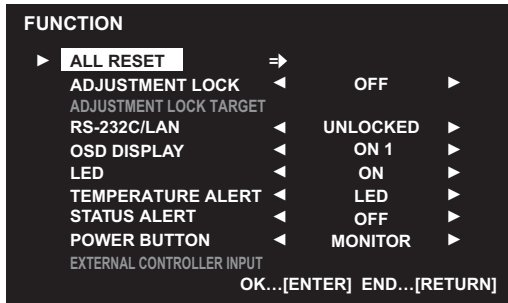 FUNCTION
ALL RESET
ADJUSTMENT LOCK OFF
ADJUSTMENT LOCK TARGET
RS-232C/LAN UNLOCKED
OSD DISPLAY ON 1
LED ON
TEMPERATURE ALERT LED
STATUS ALERT OFF
POWER BUTTON MONITOR
EXTERNAL CONTROLLER INPUT
OK…[ENTER] END…[RETURN]